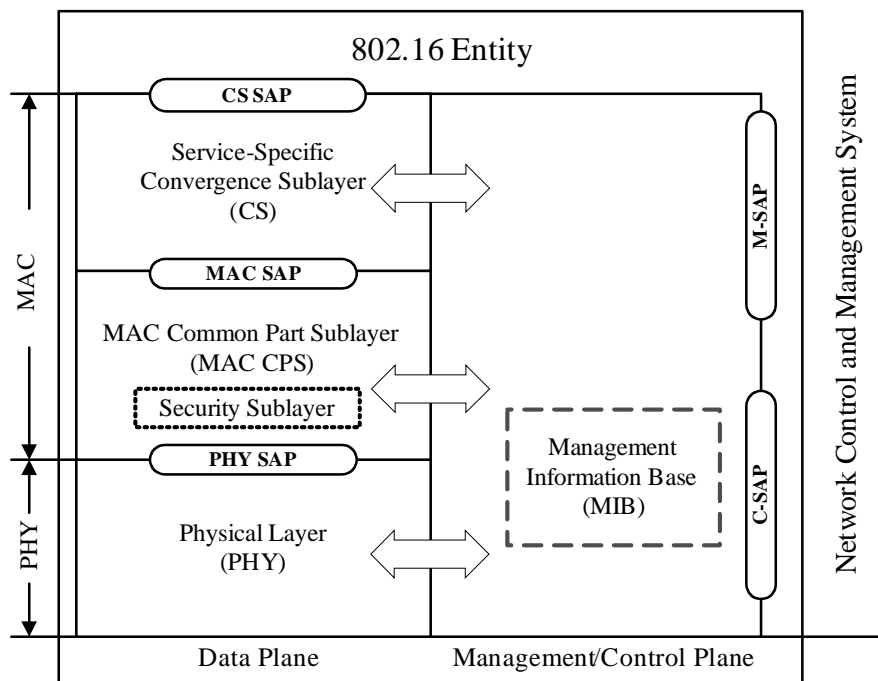 802.16 Entity
CS SAP
Service-Specific
Convergence Sublayer
(CS)
MAC SAP
MAC Common Part Sublayer
(MAC CPS)
Security Sublayer
PHY SAP
Physical Layer
(PHY)
Data Plane
MAC
PHY
Management
Information Base
(MIB)
Management/Control Plane
M-SAP
C-SAP
Network Control and Management System